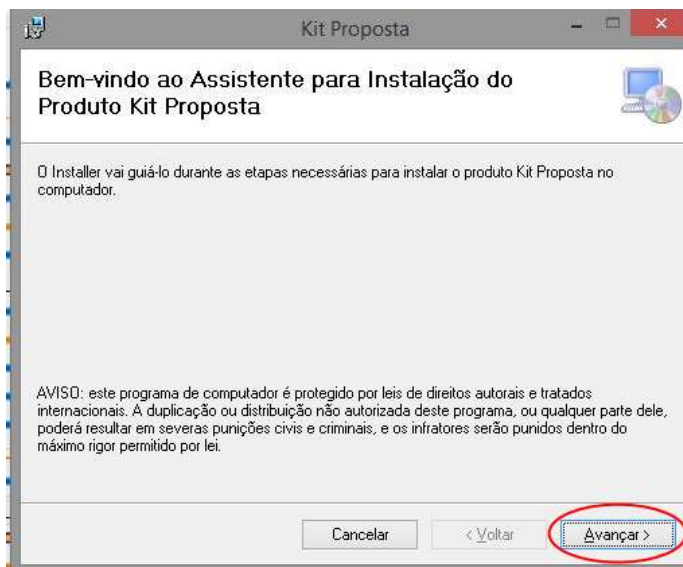 Kit Proposta
Bem-vindo ao Assistente para Instalação do
Produto Kit Proposta
O Installer vai guiá-lo durante as etapas necessárias para instalar o produto Kit Proposta no
computador.
AVISO: este programa de computador é protegido por leis de direitos autorais e tratados
internacionais. A duplicação ou distribuição não autorizada deste programa, ou qualquer parte dele,
poderá resultar em severas punições civis e criminais, e os infratores serão punidos dentro do
máximo rigor permitido por lei.
Cancelar < Voltar Avançar >